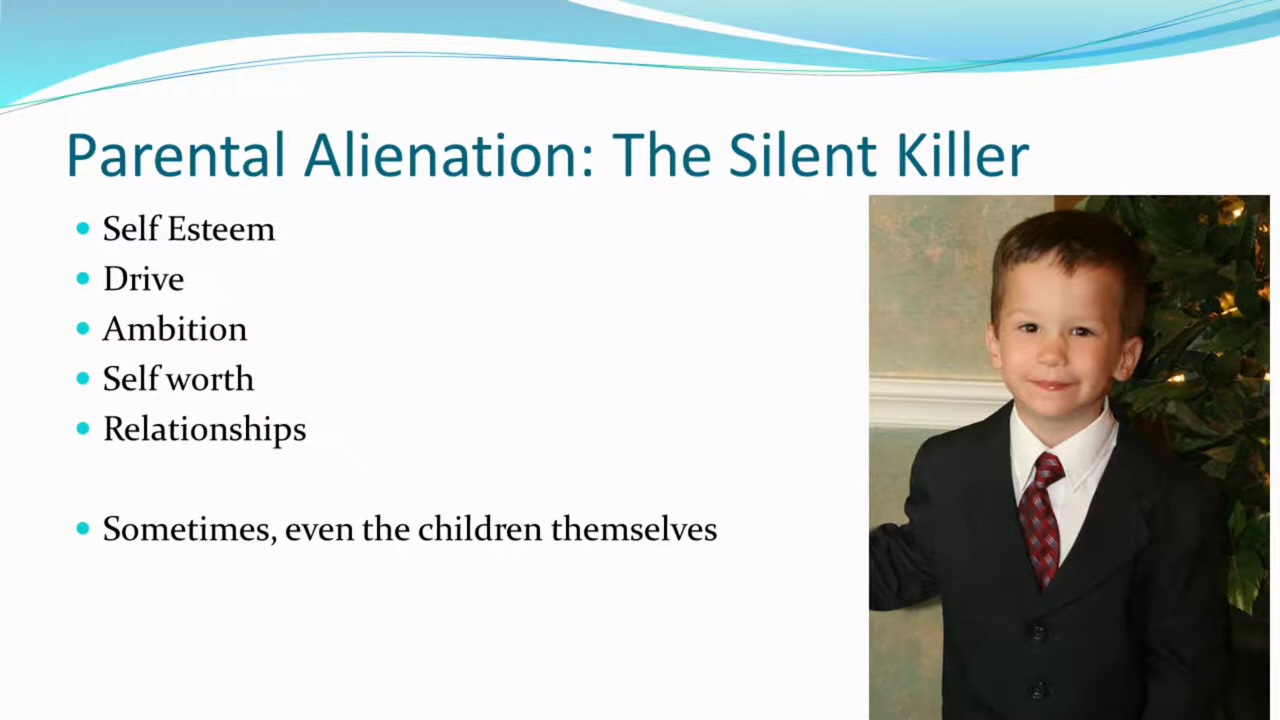 Parental Alienation: The Silent Killer
Self Esteem
Drive
Ambition
Self worth
Relationships
Sometimes, even the children themselves